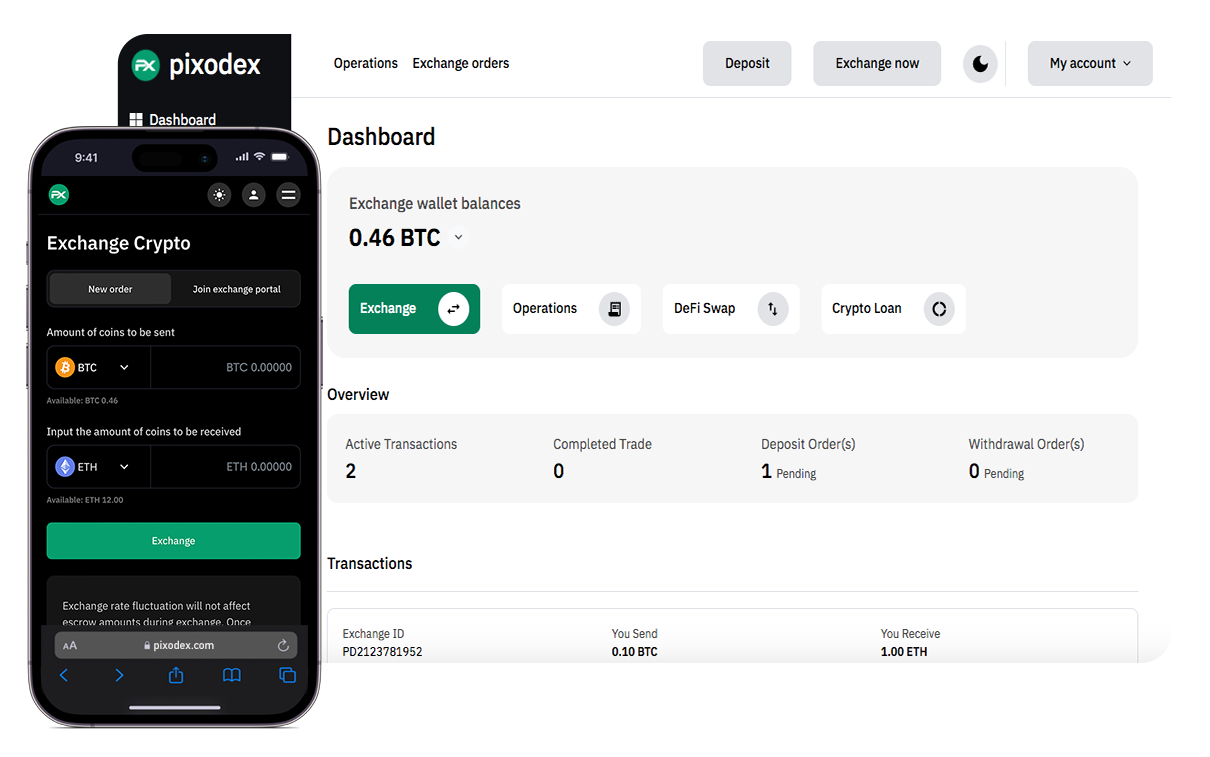 pixodex
Dashboard
Operations
Exchange orders
Deposit
Exchange now
My account
Dashboard
Exchange wallet balances
0.46 BTC
Exchange
Operations
DeFi Swap
Crypto Loan
Overview
Active Transactions
2
Completed Trade
0
Deposit Order(s)
1 Pending
Withdrawal Order(s)
0 Pending
Transactions
Exchange ID
PD2123781952
You Send
0.10 BTC
You Receive
1.00 ETH
9:41
PX
Exchange Crypto
New order
Join exchange portal
Amount of coins to be sent
BTC
BTC 0.00000
Available: BTC 0.46
Input the amount of coins to be received
ETH
ETH 0.00000
Available: ETH 12.00
Exchange
Exchange rate fluctuation will not affect
escrow amounts during exchange. Once
AA
pixodex.com